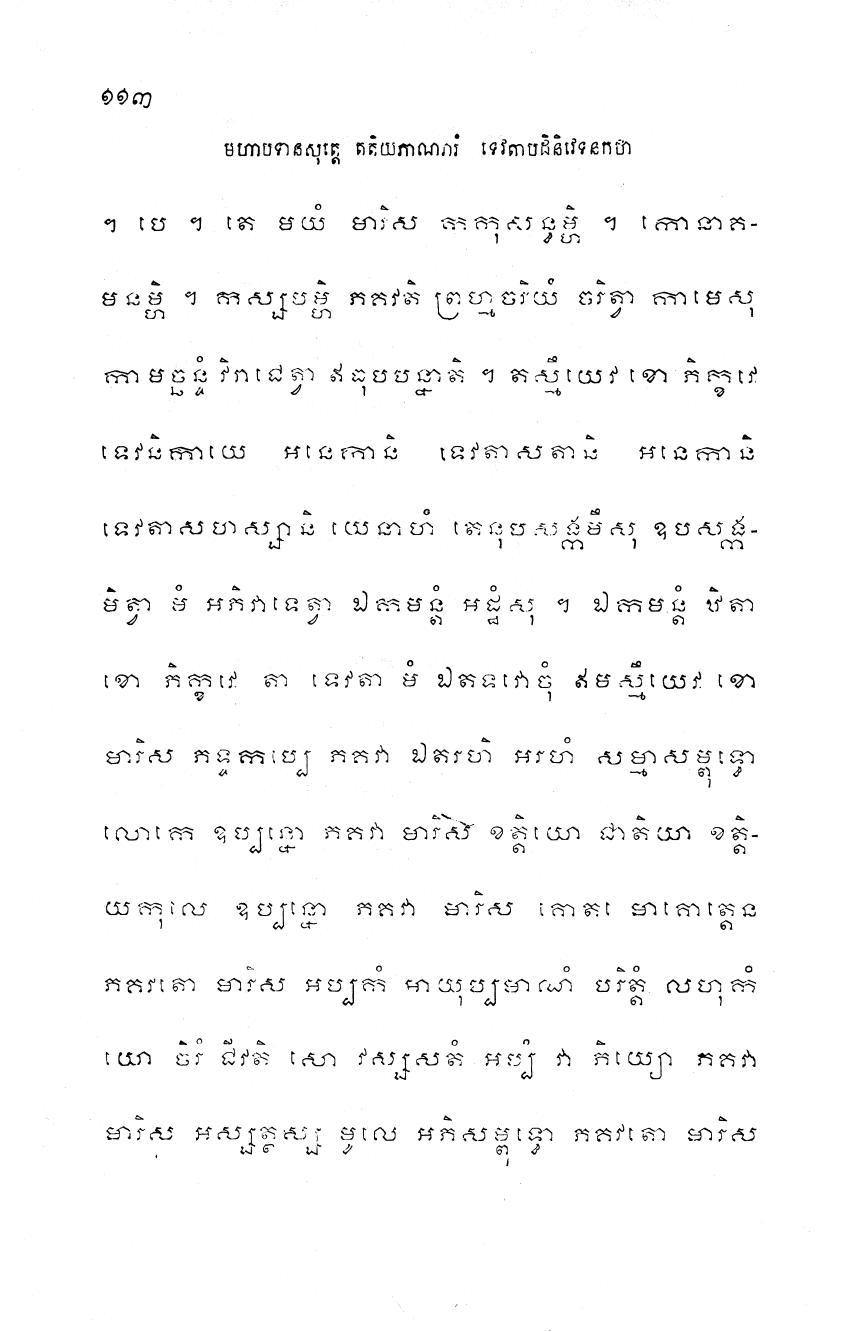 ១១៣
មហាបទានសុត្តេ តតិយភាណវារំ ទេវតាបដិនិវេទនកថា
ៗ បេ ៗ តេ មយំ មារិស កកុសន្ធម្ហិ ៗ កោនាគ-
មនម្ហិ ៗ កស្សបម្ហិ ភគវតិ ព្រហ្មចរិយំ ចរិត្វា កាមេសុ
កាមច្ឆន្ទំ វិរាជេត្វា ឥធុបបន្នាតិ ៗ តស្មឹយេវ ខោ ភិក្ខវេ
ទេវនិកាយេ អនេកានិ ទេវតាសតានិ អនេកានិ
ទេវតាសហស្សានិ យេនាហំ តេនុបសង្កមឹសុ ឧបសង្ក-
មិត្វា មំ អភិវាទេត្វា ឯកមន្តំ អដ្ឋំសុ ៗ ឯកមន្តំ ឋិតា
ខោ ភិក្ខវេ តា ទេវតា មំ ឯតទវោចុំ ឥមស្មឹយេវ ខោ
មារិស ភទ្ទកប្បេ ភគវា ឯតរហិ អរហំ សម្មាសម្ពុទ្ធោ
លោកេ ឧប្បន្នោ ភគវា មារិស ខត្តិយោ ជាតិយា ខត្តិ-
យកុលេ ឧប្បន្នោ ភគវា មារិស គោតមោ គោត្តេន
ភគវតោ មារិស អប្បកំ អាយុប្បមាណំ បរិត្តំ លហុកំ
យោ ចិរំ ជីវតិ សោ វស្សសតំ អប្បំ វា ភិយ្យោ ភគវា
មារិស អស្សត្ថស្ស មូលេ អភិសម្ពុទ្ធោ ភគវតោ មារិស